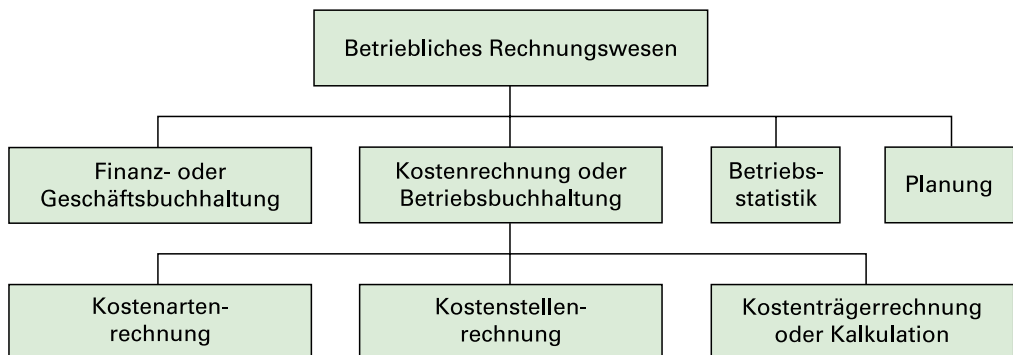 Betriebliches Rechnungswesen
Finanz- oder
Geschäftsbuchhaltung
Kostenrechnung oder
Betriebsbuchhaltung
Betriebs-
statistik
Planung
Kostenarten-
rechnung
Kostenstellen-
rechnung
Kostenträgerrechnung
oder Kalkulation